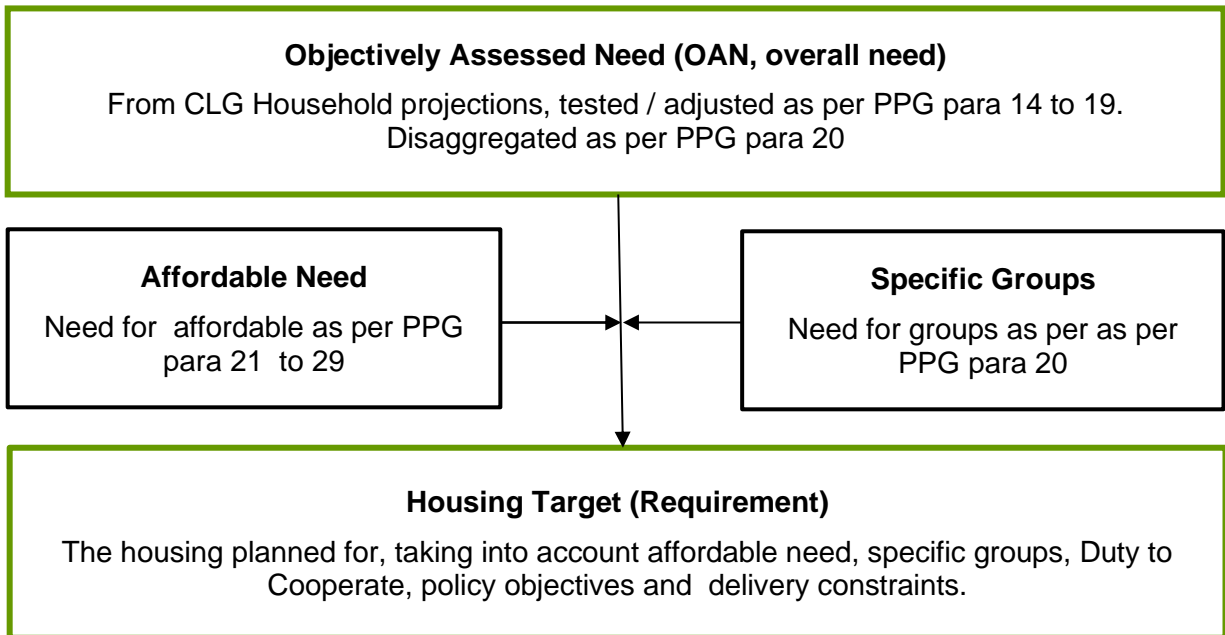 Objectively Assessed Need (OAN, overall need)
From CLG Household projections, tested / adjusted as per PPG para 14 to 19.
Disaggregated as per PPG para 20
Affordable Need
Need for affordable as per PPG
para 21 to 29
Specific Groups
Need for groups as per as per
PPG para 20
Housing Target (Requirement)
The housing planned for, taking into account affordable need, specific groups, Duty to
Cooperate, policy objectives and delivery constraints.